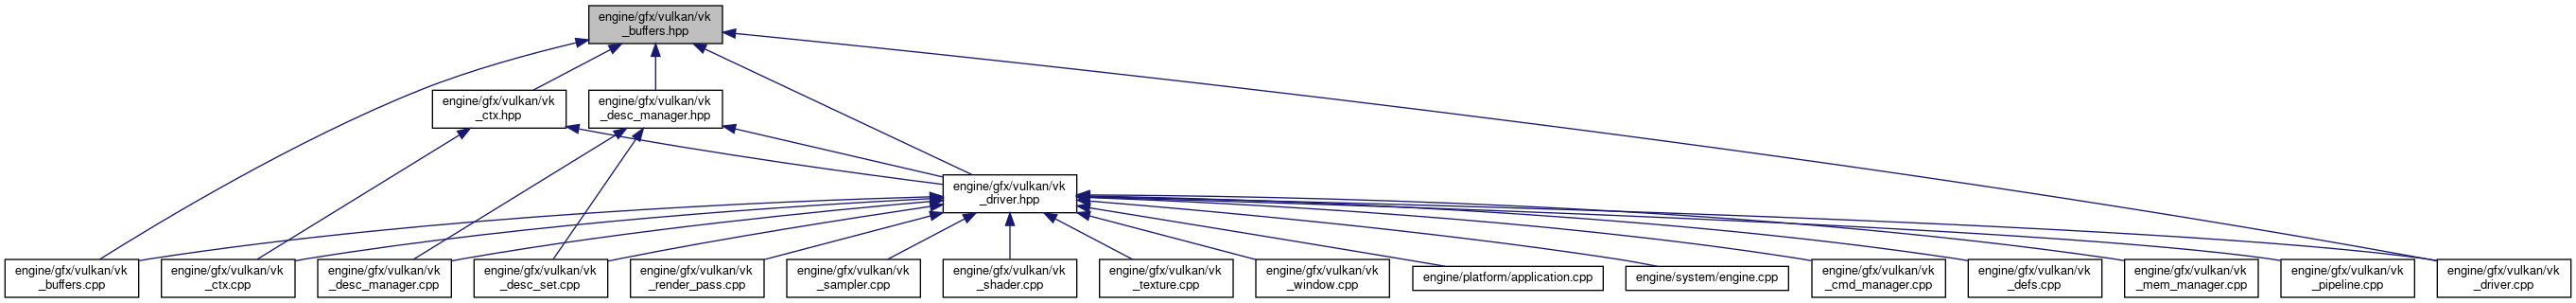 engine/gfx/vulkan/vk
_buffers.hpp
engine/gfx/vulkan/vk
_ctx.hpp
engine/gfx/vulkan/vk
_desc_manager.hpp
engine/gfx/vulkan/vk
_driver.hpp
engine/gfx/vulkan/vk
_buffers.cpp
engine/gfx/vulkan/vk
_ctx.cpp
engine/gfx/vulkan/vk
_desc_manager.cpp
engine/gfx/vulkan/vk
_desc_set.cpp
engine/gfx/vulkan/vk
_render_pass.cpp
engine/gfx/vulkan/vk
_sampler.cpp
engine/gfx/vulkan/vk
_shader.cpp
engine/gfx/vulkan/vk
_texture.cpp
engine/gfx/vulkan/vk
_window.cpp
engine/platform/application.cpp
engine/system/engine.cpp
engine/gfx/vulkan/vk
_cmd_manager.cpp
engine/gfx/vulkan/vk
_defs.cpp
engine/gfx/vulkan/vk
_mem_manager.cpp
engine/gfx/vulkan/vk
_pipeline.cpp
engine/gfx/vulkan/vk
_driver.cpp